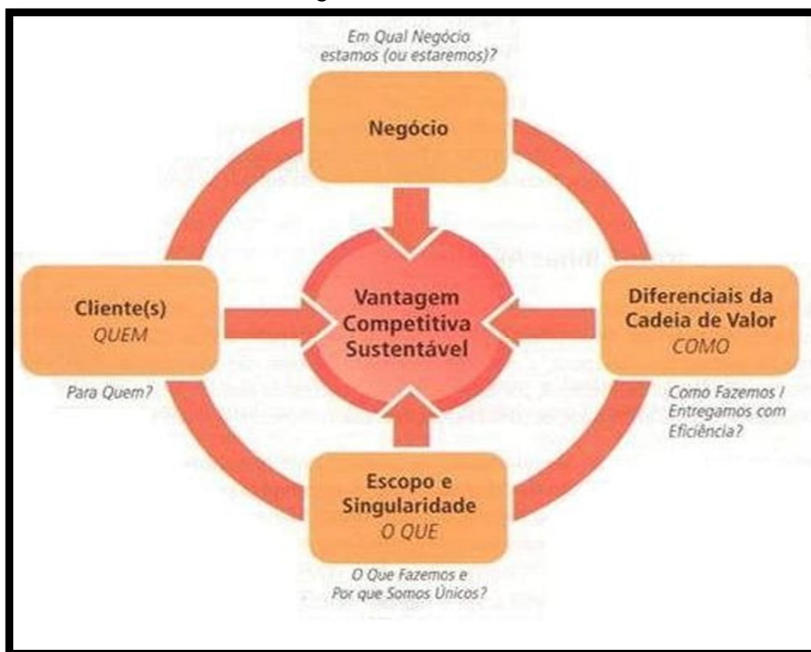 Em Qual Negócio
estamos (ou estaremos)?
Negócio
Cliente(s)
QUEM
Para Quem?
Vantagem
Competitiva
Sustentável
Diferenciais da
Cadeia de Valor
COMO
Como Fazemos /
Entregamos com
Eficiência?
Escopo e
Singularidade
O QUE
O Que Fazemos e
Por que Somos Únicos?